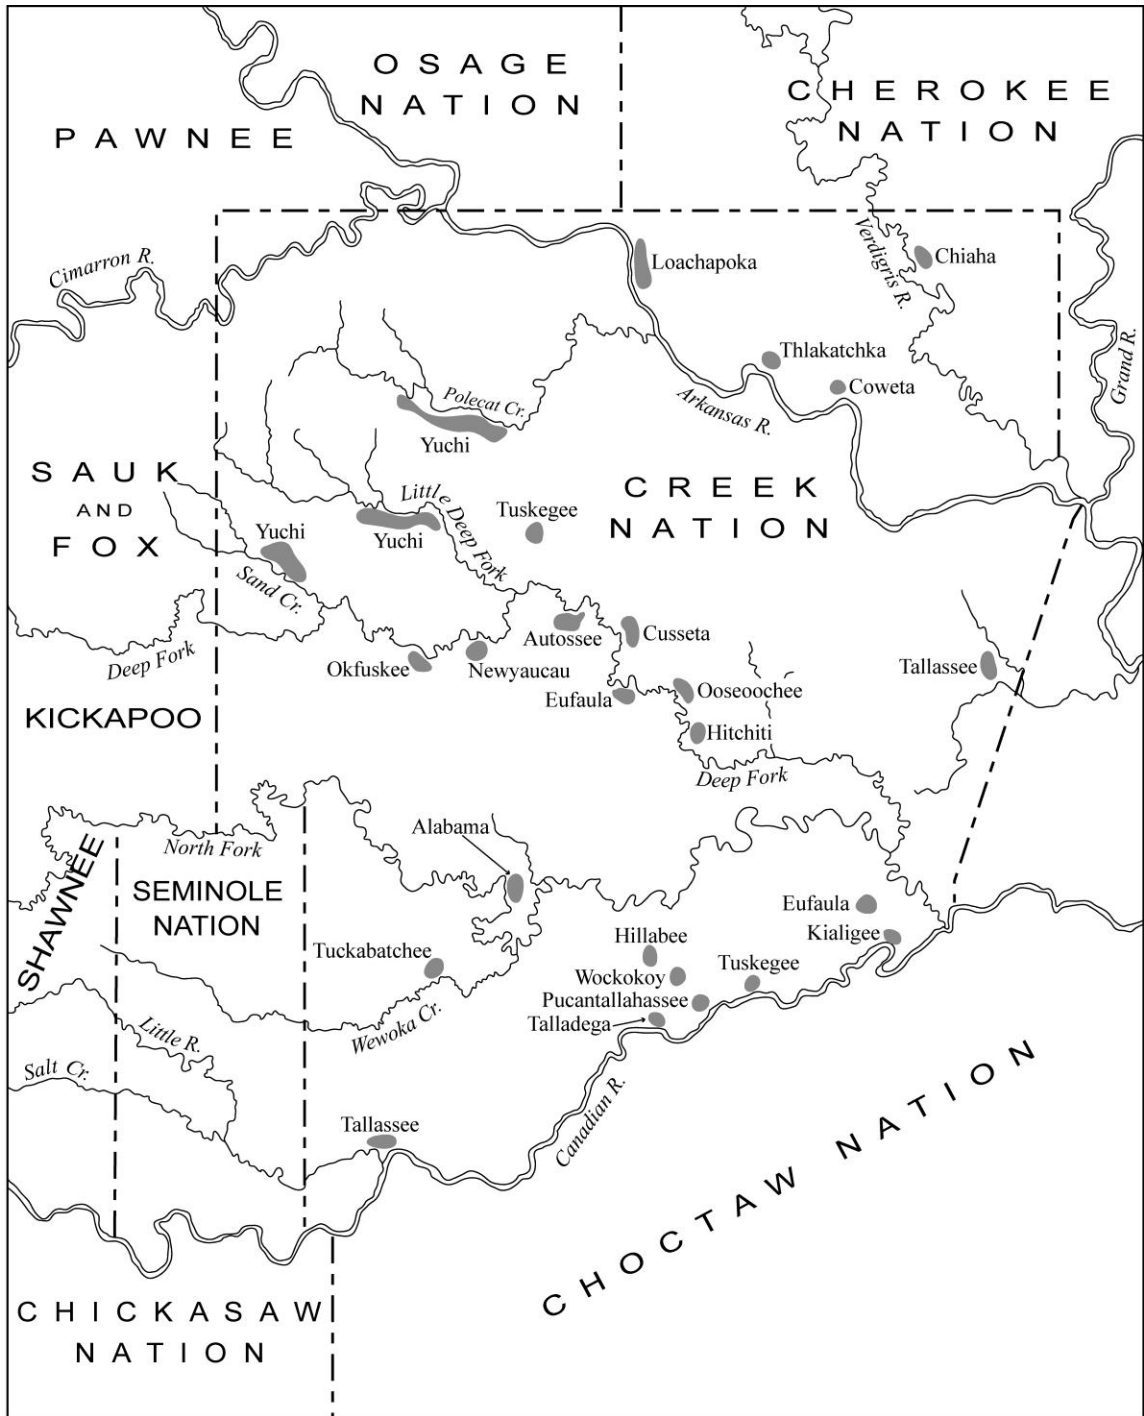 OSAGE
NATION
CHEROKEE
NATION
PAWNEE
Cimarron R.
Verdigris R.
Chiaha
Loachapoka
Grand R.
Thlakatchka
Coweta
Arkansas R.
Polecat Cr.
Yuchi
SAUK
AND
FOX
CREEK
NATION
Little Deep Fork
Tuskegee
Yuchi
Yuchi
Sand Cr.
Deep Fork
Autossee
Cusseta
Okfuskee
Newyaucau
Tallassee
Eufaula
Ooseoochee
Hitchiti
KICKAPOO
Deep Fork
Alabama
North Fork
SHAWNEE
SEMINOLE
NATION
Eufaula
Kialigee
Hillabee
Tuckabatchee
Wockokoy
Tuskegee
Pucantallahassee
Talladega
Wewoka Cr.
Little R.
Salt Cr.
Canadian R.
Tallassee
CHOCTAW NATION
CHICKASAW
NATION